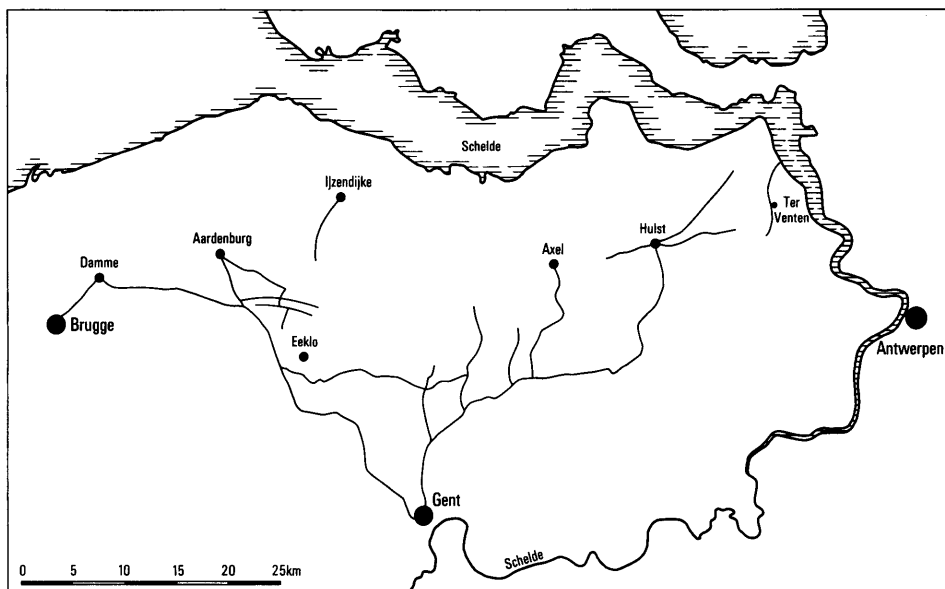 Schelde
IJzendijke
Ter
Venten
Aardenburg
Hulst
Axel
Damme
Brugge
Antwerpen
Eeklo
Gent
Schelde
0 5 10 15 20 25km